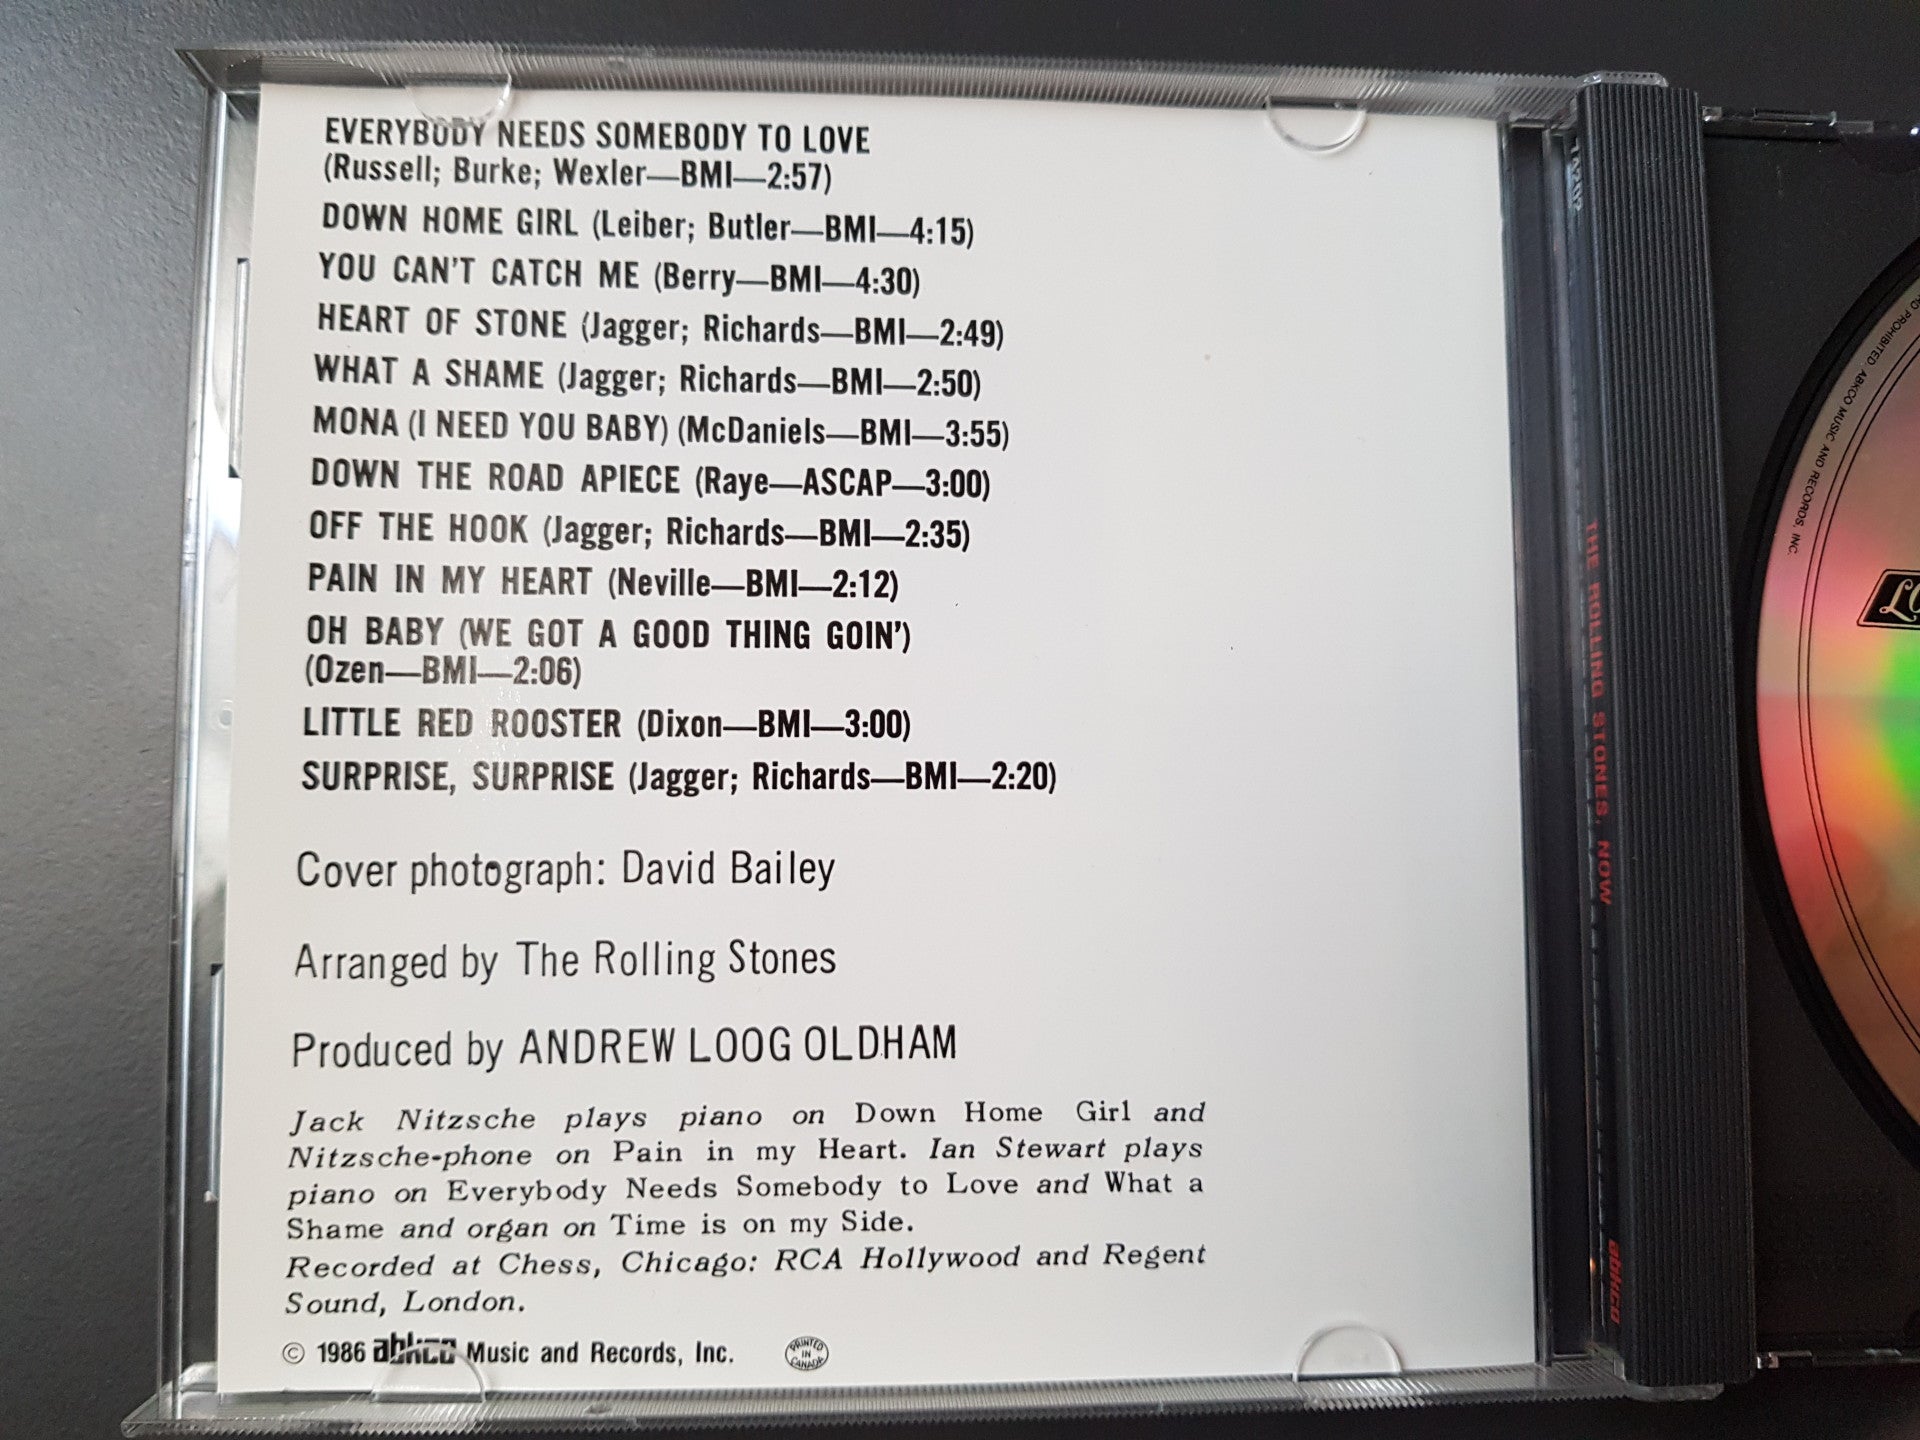 EVERYBODY NEEDS SOMEBODY TO LOVE
(Russell; Burke; Wexler—BMI—2:57)
DOWN HOME GIRL (Leiber; Butler—BMI—4:15)
YOU CAN'T CATCH ME (Berry—BMI—4:30)
HEART OF STONE (Jagger; Richards—BMI—2:49)
WHAT A SHAME (Jagger; Richards—BMI—2:50)
MONA (I NEED YOU BABY) (McDaniels—BMI—3:55)
DOWN THE ROAD APIECE (Raye—ASCAP—3:00)
OFF THE HOOK (Jagger; Richards—BMI—2:35)
PAIN IN MY HEART (Neville—BMI—2:12)
OH BABY (WE GOT A GOOD THING GOIN')
(Ozen—BMI—2:06)
LITTLE RED ROOSTER (Dixon—BMI—3:00)
SURPRISE, SURPRISE (Jagger; Richards—BMI—2:20)
Cover photograph: David Bailey
Arranged by The Rolling Stones
Produced by ANDREW LOOG OLDHAM
Jack Nitzsche plays piano on Down Home Girl and
Nitzsche-phone on Pain in my Heart. Ian Stewart plays
piano on Everybody Needs Somebody to Love and What a
Shame and organ on Time is on my Side.
Recorded at Chess, Chicago: RCA Hollywood and Regent
Sound, London.
© 1986 abkco Music and Records, Inc.
PRINTED
IN
CANADA
THE ROLLING STONES, NOW
abkco
PROHIBITED. ABKCO MUSIC AND RECORDS, INC.